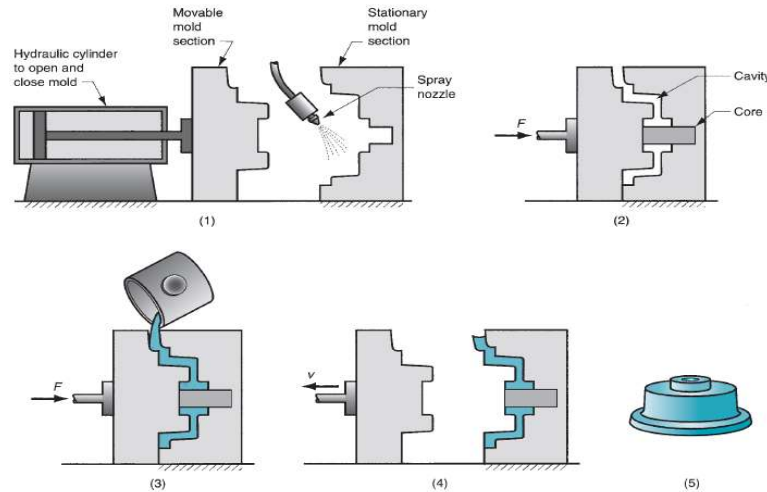 Movable
mold
section
Stationary
mold
section
Hydraulic cylinder
to open and
close mold
Spray
nozzle
Cavity
Core
F
(1)
(2)
F
v
(3)
(4)
(5)